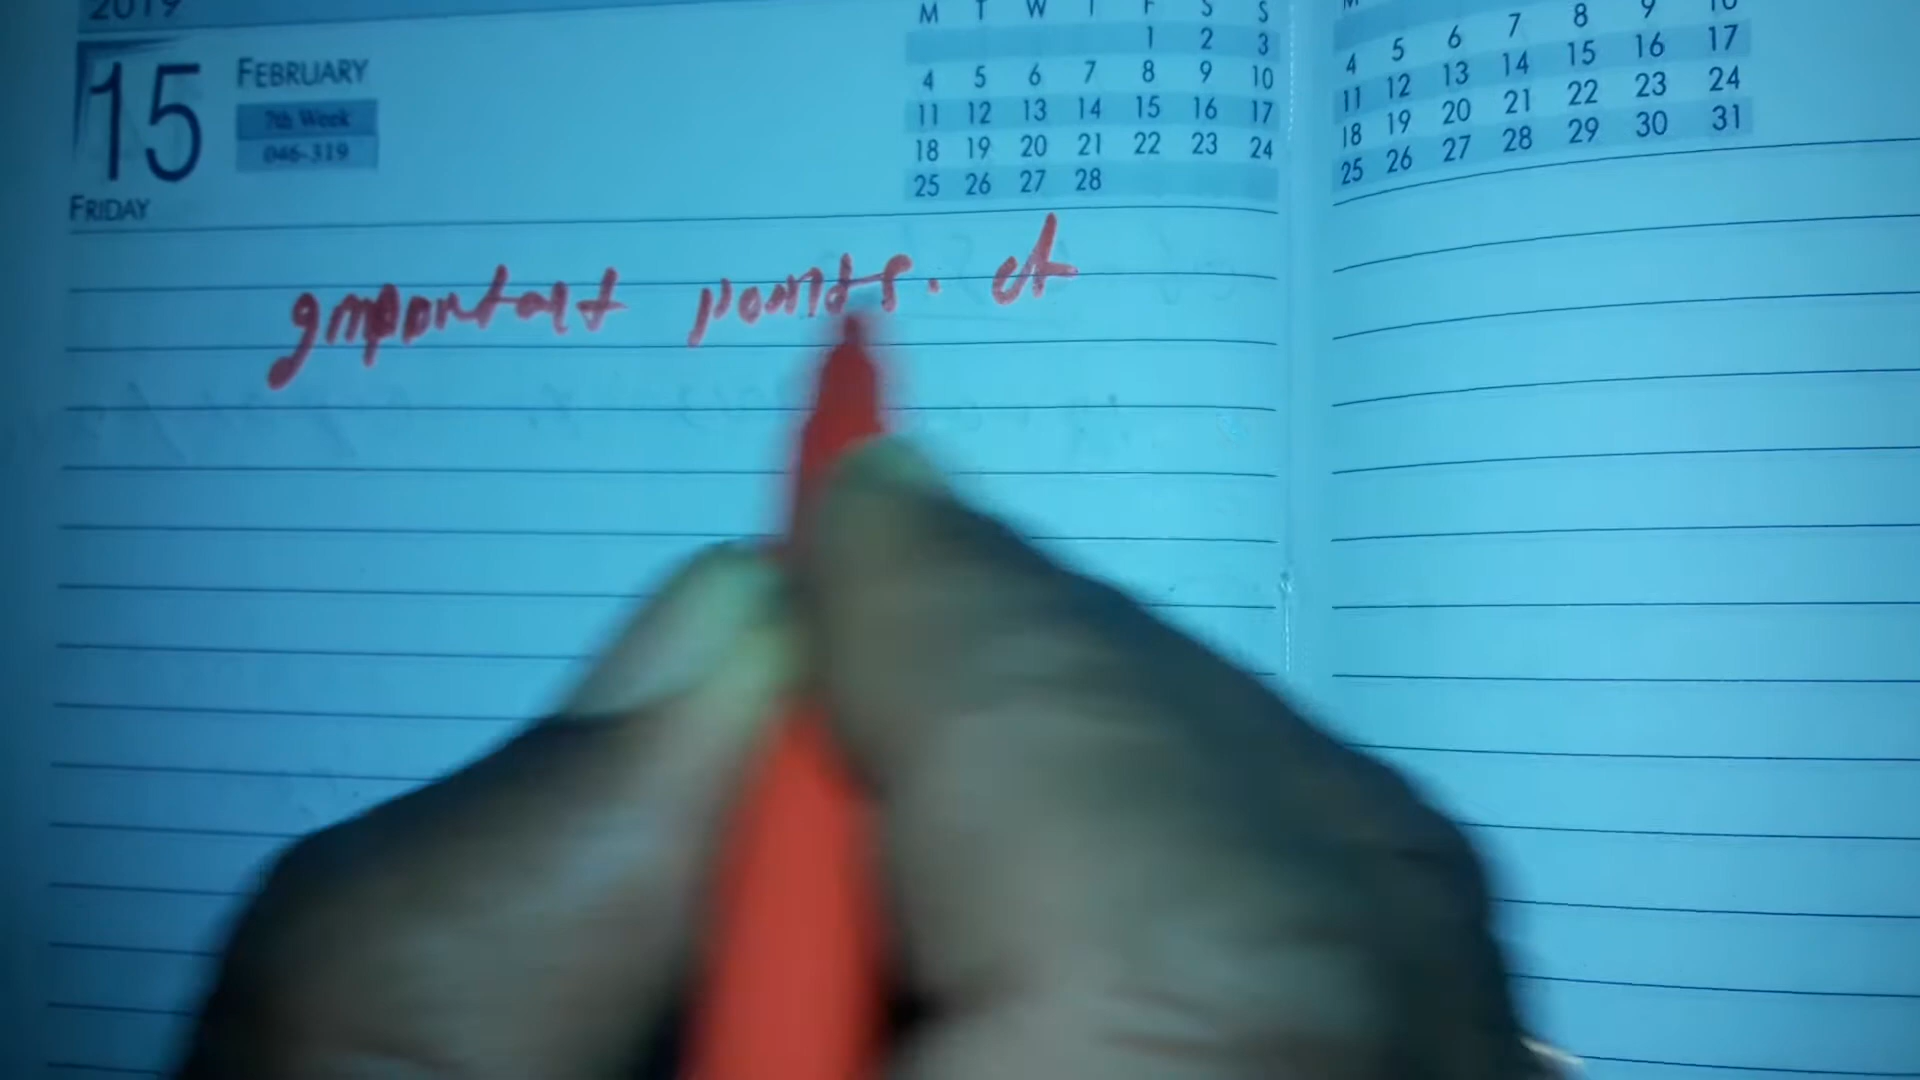 2019
15 FEBRUARY
7th Week
046-319
FRIDAY
M T W T F S S
1 2 3
4 5 6 7 8 9 10
11 12 13 14 15 16 17
18 19 20 21 22 23 24
25 26 27 28
M
4 5 6 7 8 9 10
11 12 13 14 15 16 17
18 19 20 21 22 23 24
25 26 27 28 29 30 31
Important points. of